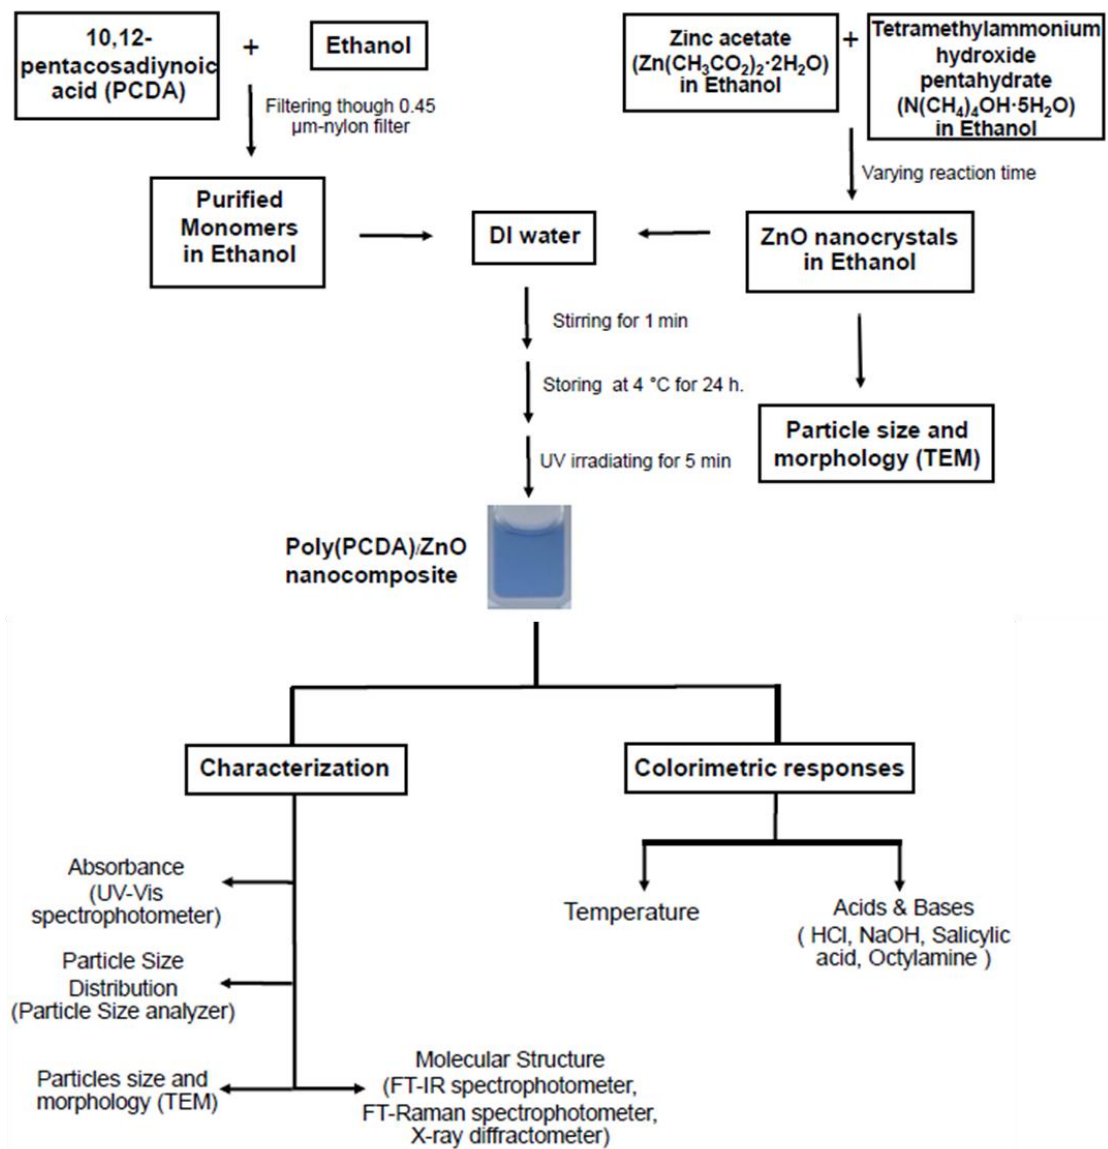 10,12-
pentacosadiynoic
acid (PCDA)
+
Ethanol
Filtering though 0.45
µm-nylon filter
Purified
Monomers
in Ethanol
Zinc acetate
(Zn(CH₃CO₂)₂·2H₂O)
in Ethanol
+
Tetramethylammonium
hydroxide
pentahydrate
(N(CH₄)₄OH·5H₂O)
in Ethanol
Varying reaction time
ZnO nanocrystals
in Ethanol
DI water
Stirring for 1 min
Storing at 4 °C for 24 h.
UV irradiating for 5 min
Particle size and
morphology (TEM)
Poly(PCDA)/ZnO
nanocomposite
Characterization
Colorimetric responses
Absorbance
(UV-Vis
spectrophotometer)
Particle Size
Distribution
(Particle Size analyzer)
Particles size and
morphology (TEM)
Molecular Structure
(FT-IR spectrophotometer,
FT-Raman spectrophotometer,
X-ray diffractometer)
Temperature
Acids & Bases
( HCl, NaOH, Salicylic
acid, Octylamine )